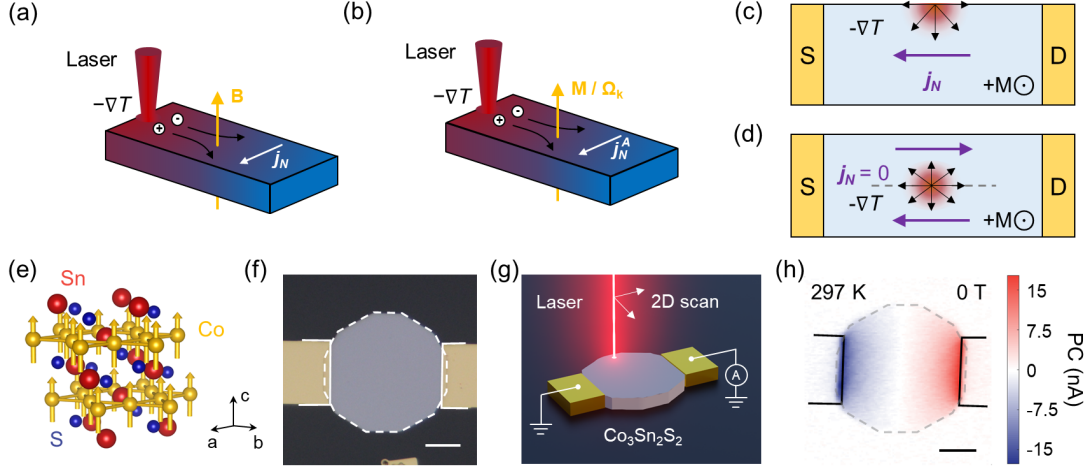 (a)
Laser
−∇T
B
+
-
j_N
(b)
Laser
−∇T
M / Ω_k
+
-
j_N^A
(c)
S
-∇T
j_N
+M⊙
D
(d)
S
j_N = 0
-∇T
+M⊙
D
(e)
Sn
Co
S
c
a
b
(f)
(g)
Laser
2D scan
A
Co₃Sn₂S₂
(h)
297 K
0 T
15
7.5
0
-7.5
-15
PC (nA)